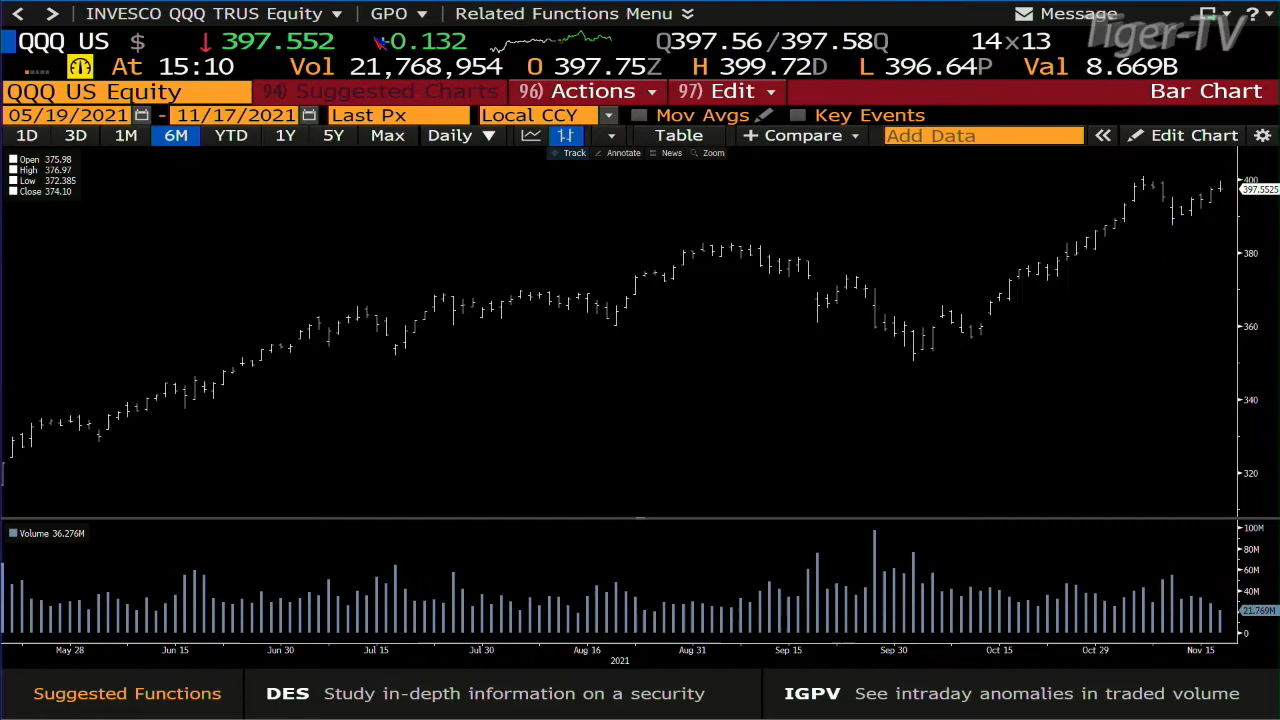 INVESCO QQQ TRUS Equity GPO Related Functions Menu Message ?
QQQ US $ 397.552 +0.132 Q397.56/397.58Q 14×13
At 15:10 Vol 21,768,954 O 397.75Z H 399.72D L 396.64P Val 8.669B
QQQ US Equity 94) Suggested Charts 96) Actions 97) Edit Bar Chart
05/19/2021 - 11/17/2021 Last Px Local CCY Mov Avgs Key Events
1D 3D 1M 6M YTD 1Y 5Y Max Daily Table + Compare Add Data Edit Chart
Track Annotate News Zoom
Tiger-TV
Open 375.98
High 376.97
Low 372.385
Close 374.10
400
397.5525
380
360
340
320
Volume 36.276M
100M
80M
60M
40M
21.769M
0
May 28 Jun 15 Jun 30 Jul 15 Jul 30 Aug 16 Aug 31 Sep 15 Sep 30 Oct 15 Oct 29 Nov 15
2021
Suggested Functions DES Study in-depth information on a security IGPV See intraday anomalies in traded volume